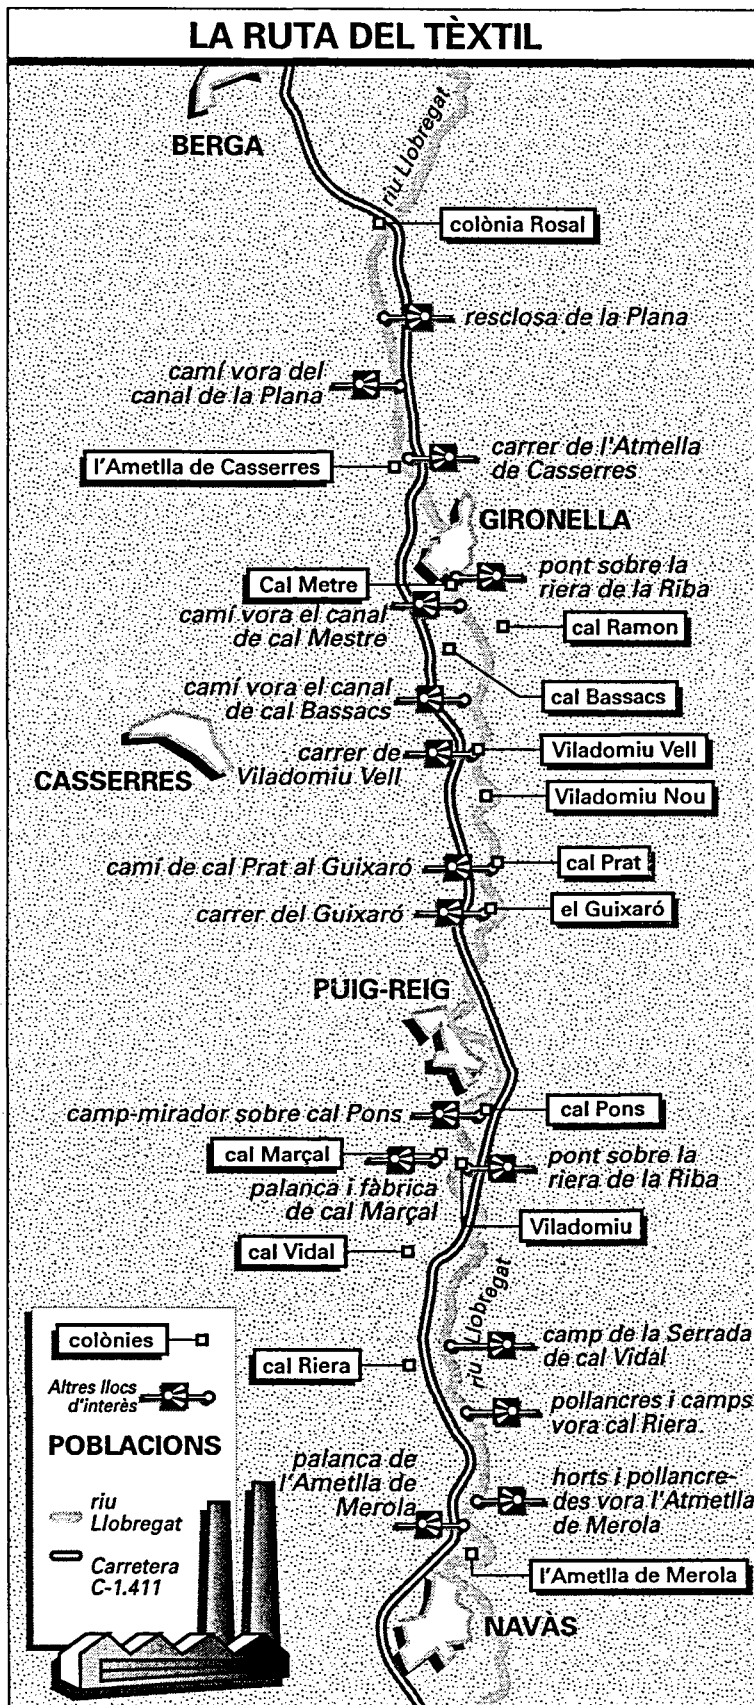 LA RUTA DEL TÈXTIL
BERGA
riu Llobregat
colònia Rosal
resclosa de la Plana
camí vora del
canal de la Plana
carrer de l'Atmella
de Casserres
l'Ametlla de Casserres
GIRONELLA
pont sobre la
riera de la Riba
Cal Metre
camí vora el canal
de cal Mestre
cal Ramon
cal Bassacs
camí vora el canal
de cal Bassacs
carrer de
Viladomiu Vell
Viladomiu Vell
CASSERRES
Viladomiu Nou
camí de cal Prat al Guixaró
cal Prat
carrer del Guixaró
el Guixaró
PUIG-REIG
camp-mirador sobre cal Pons
cal Pons
cal Marçal
palanca i fàbrica
de cal Marçal
pont sobre la
riera de la Riba
Viladomiu
cal Vidal
riu Llobregat
camp de la Serrada
de cal Vidal
cal Riera
pollancres i camps
vora cal Riera
palanca de
l'Ametlla de
Merola
horts i pollancre-
des vora l'Atmetlla
de Merola
l'Ametlla de Merola
NAVÀS
colònies
Altres llocs
d'interès
POBLACIONS
riu
Llobregat
Carretera
C-1.411